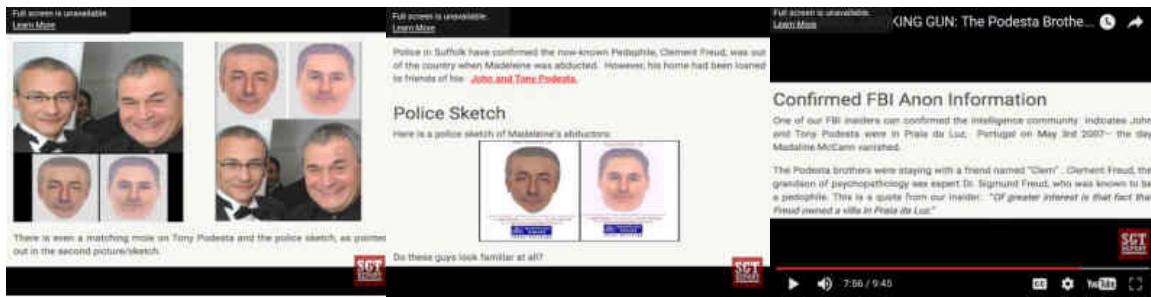 Full screen is unavailable.
Learn More
There is even a matching mole on Tony Podesta and the police sketch, as pointed
out in the second picture/sketch.
SGT
REPORT
Full screen is unavailable.
Learn More
Police in Suffolk have confirmed the now-known Pedophile, Clement Freud, was out
of the country when Madeleine was abducted. However, his home had been loaned
to friends of his John and Tony Podesta.
Police Sketch
Here is a police sketch of Madeleine's abductors:
Do these guys look familiar at all?
SGT
REPORT
Full screen is unavailable.
Learn More
KING GUN: The Podesta Brothe...
Confirmed FBI Anon Information
One of our FBI insiders can confirmed the intelligence community indicates John
and Tony Podesta were in Praia da Luz, Portugal on May 3rd 2007- the day
Madaline McCann vanished.
The Podesta brothers were staying with a friend named "Clem". Clement Freud, the
grandson of psychopathology sex expert Dr. Sigmund Freud, who was known to be
a pedophile. This is a quote from our insider: "Of greater interest is that fact that
Freud owned a villa in Praia de Luz."
SGT
REPORT
7:56 / 9:45
CC
YouTube